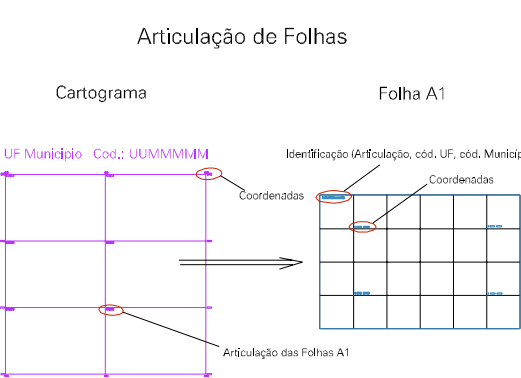 Articulação de Folhas
Cartograma
Folha A1
UF Municipio Cod.: UUMMMMM
Identificação (Articulação, cód. UF, cód.
Coordenadas
Coordenadas
Articulação das Folhas A1